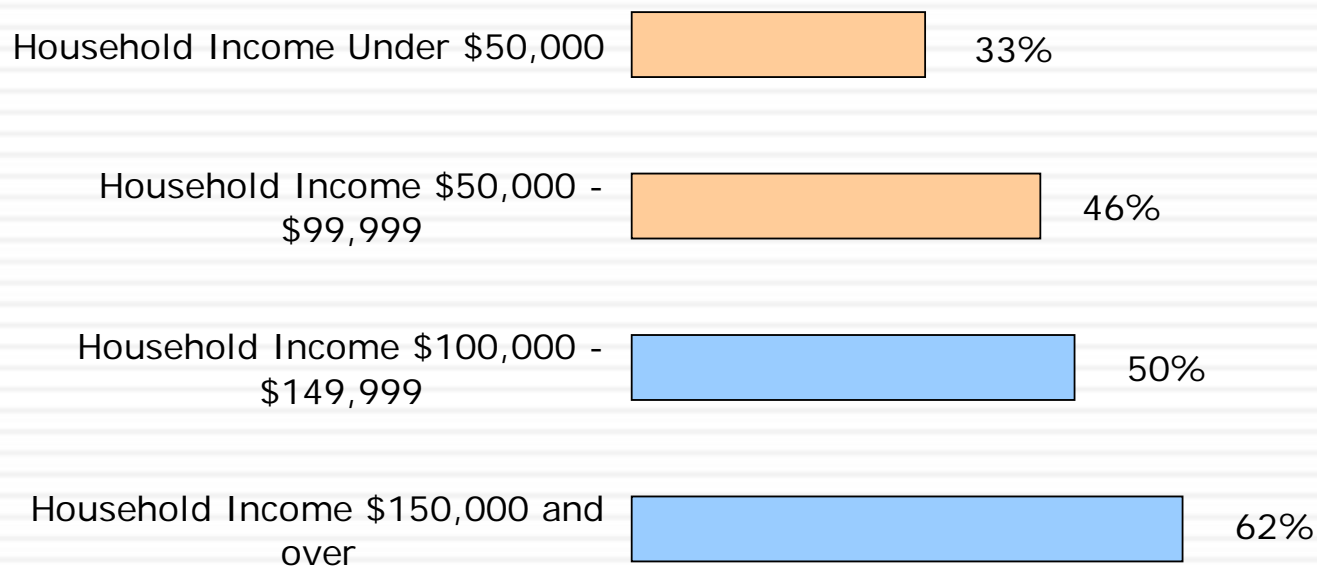 Household Income Under $50,000
33%
Household Income $50,000 -
$99,999
46%
Household Income $100,000 -
$149,999
50%
Household Income $150,000 and
over
62%